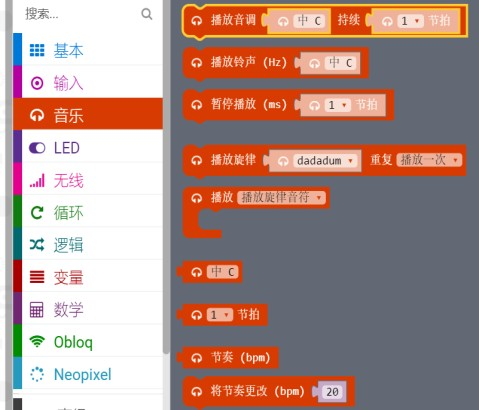 搜索...
基本
输入
音乐
LED
无线
循环
逻辑
变量
数学
Obloq
Neopixel
播放音调 中 C 持续 1 节拍
播放铃声 (Hz) 中 C
暂停播放 (ms) 1 节拍
播放旋律 dadadum 重复 播放一次
播放 播放旋律音符
中 C
1 节拍
节奏 (bpm)
将节奏更改 (bpm) 20